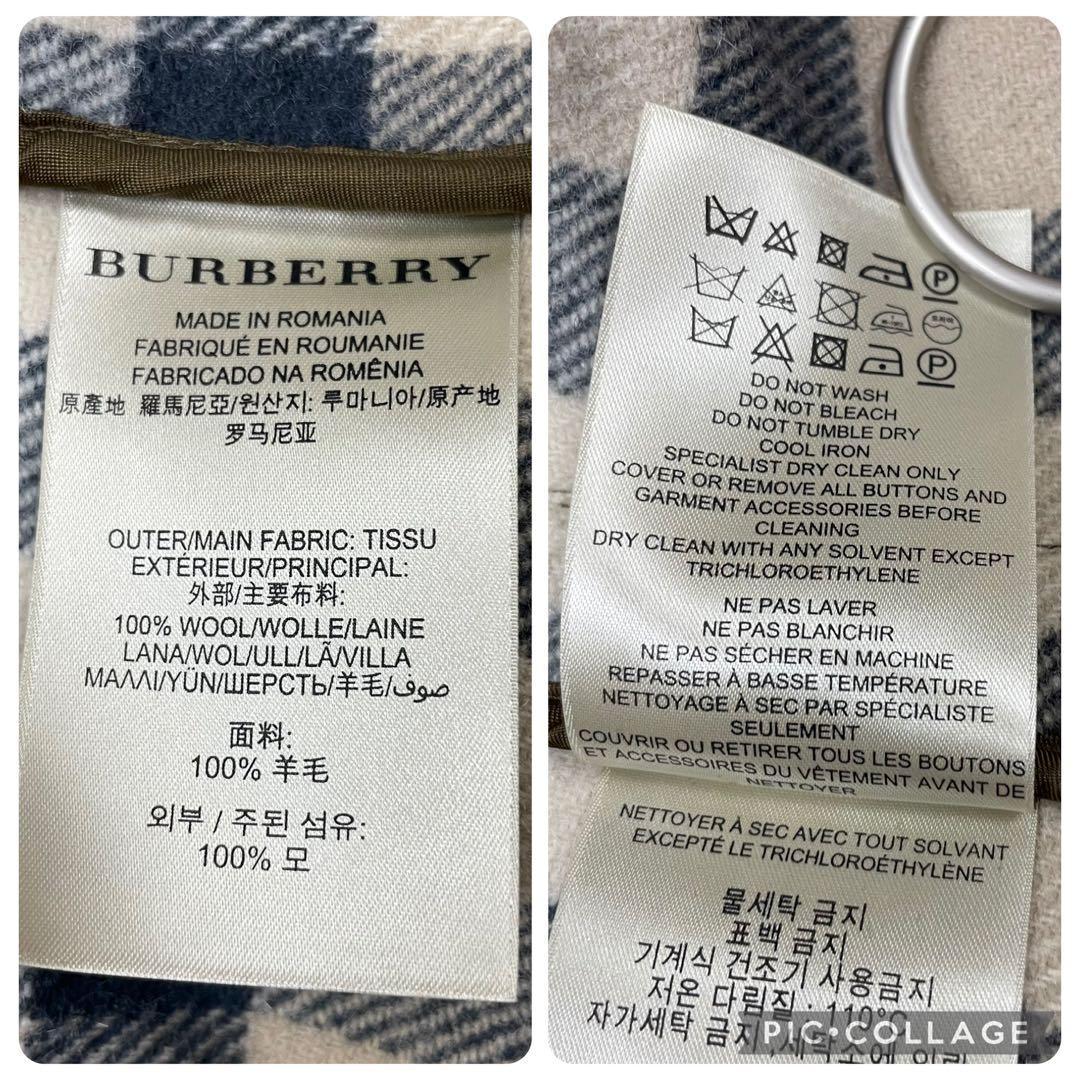 BURBERRY
MADE IN ROMANIA
FABRIQUÉ EN ROUMANIE
FABRICADO NA ROMÊNIA
原產地 羅馬尼亞/원산지: 루마니아/原产地
罗马尼亚
OUTER/MAIN FABRIC: TISSU
EXTÉRIEUR/PRINCIPAL:
外部/主要布料:
100% WOOL/WOLLE/LAINE
LANA/WOL/ULL/LÃ/VILLA
ΜΑΛΛΙ/YÜN/ШЕРСТЬ/羊毛/صوف
面料:
100% 羊毛
외부 / 주된 섬유:
100% 모
P
P
DO NOT WASH
DO NOT BLEACH
DO NOT TUMBLE DRY
COOL IRON
SPECIALIST DRY CLEAN ONLY
COVER OR REMOVE ALL BUTTONS AND
GARMENT ACCESSORIES BEFORE
CLEANING
DRY CLEAN WITH ANY SOLVENT EXCEPT
TRICHLOROETHYLENE
NE PAS LAVER
NE PAS BLANCHIR
NE PAS SÉCHER EN MACHINE
REPASSER À BASSE TEMPÉRATURE
NETTOYAGE À SEC PAR SPÉCIALISTE
SEULEMENT
COUVRIR OU RETIRER TOUS LES BOUTONS
ET ACCESSOIRES DU VÊTEMENT AVANT DE
NETTOYER
NETTOYER À SEC AVEC TOUT SOLVANT
EXCEPTÉ LE TRICHLOROÉTHYLÈNE
물세탁 금지
표백 금지
기계식 건조기 사용금지
저온 다림질 · 110°C
자가세탁 금지
PIC•COLLAGE